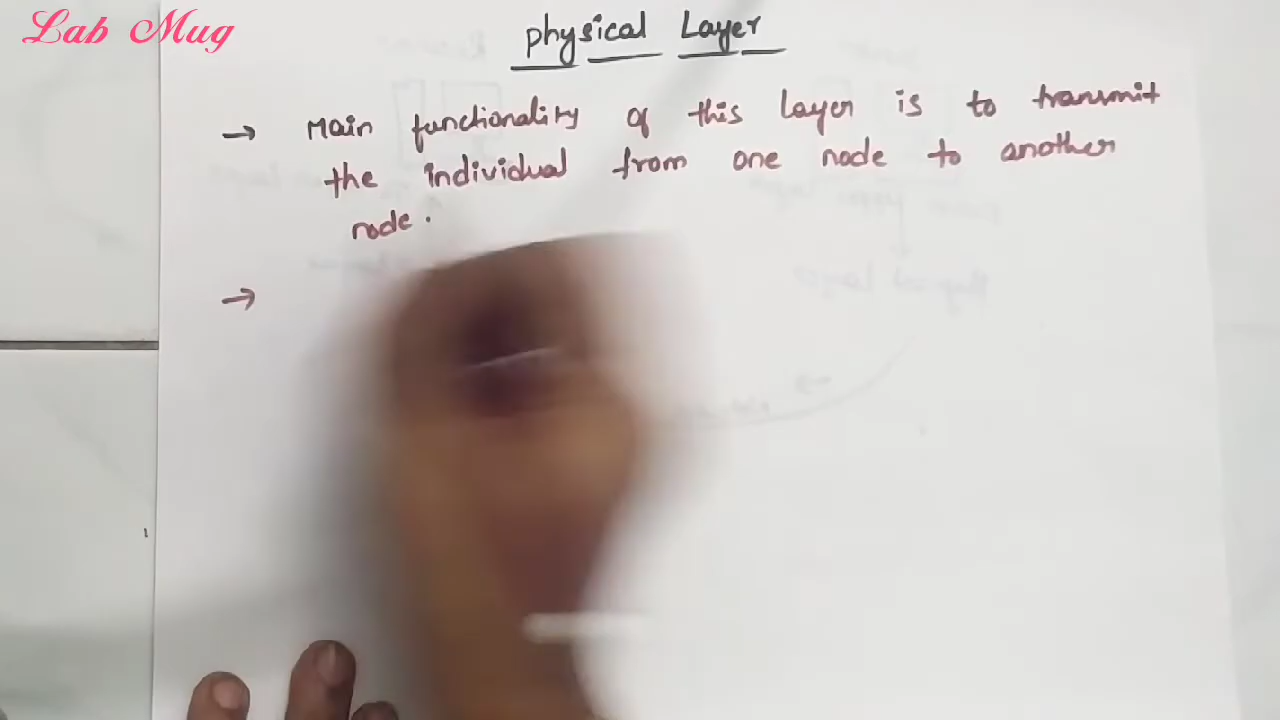 Lab Mug
physical Layer
→ Main functionality of this layer is to transmit
the individual from one node to another
node.
→